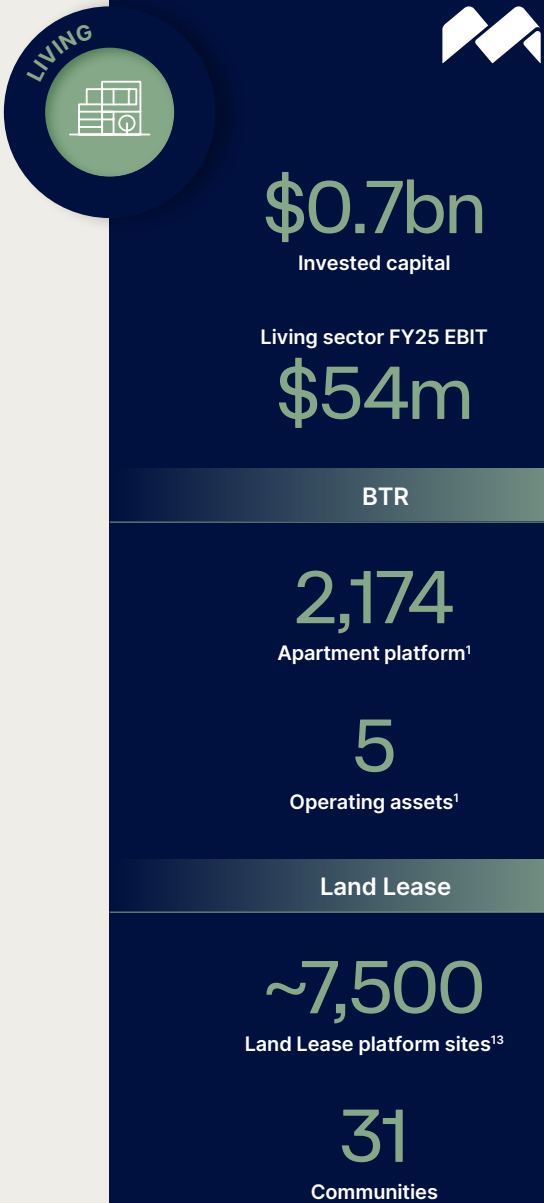 LIVING
$0.7bn
Invested capital
Living sector FY25 EBIT
$54m
BTR
2,174
Apartment platform¹
5
Operating assets¹
Land Lease
~7,500
Land Lease platform sites¹³
31
Communities